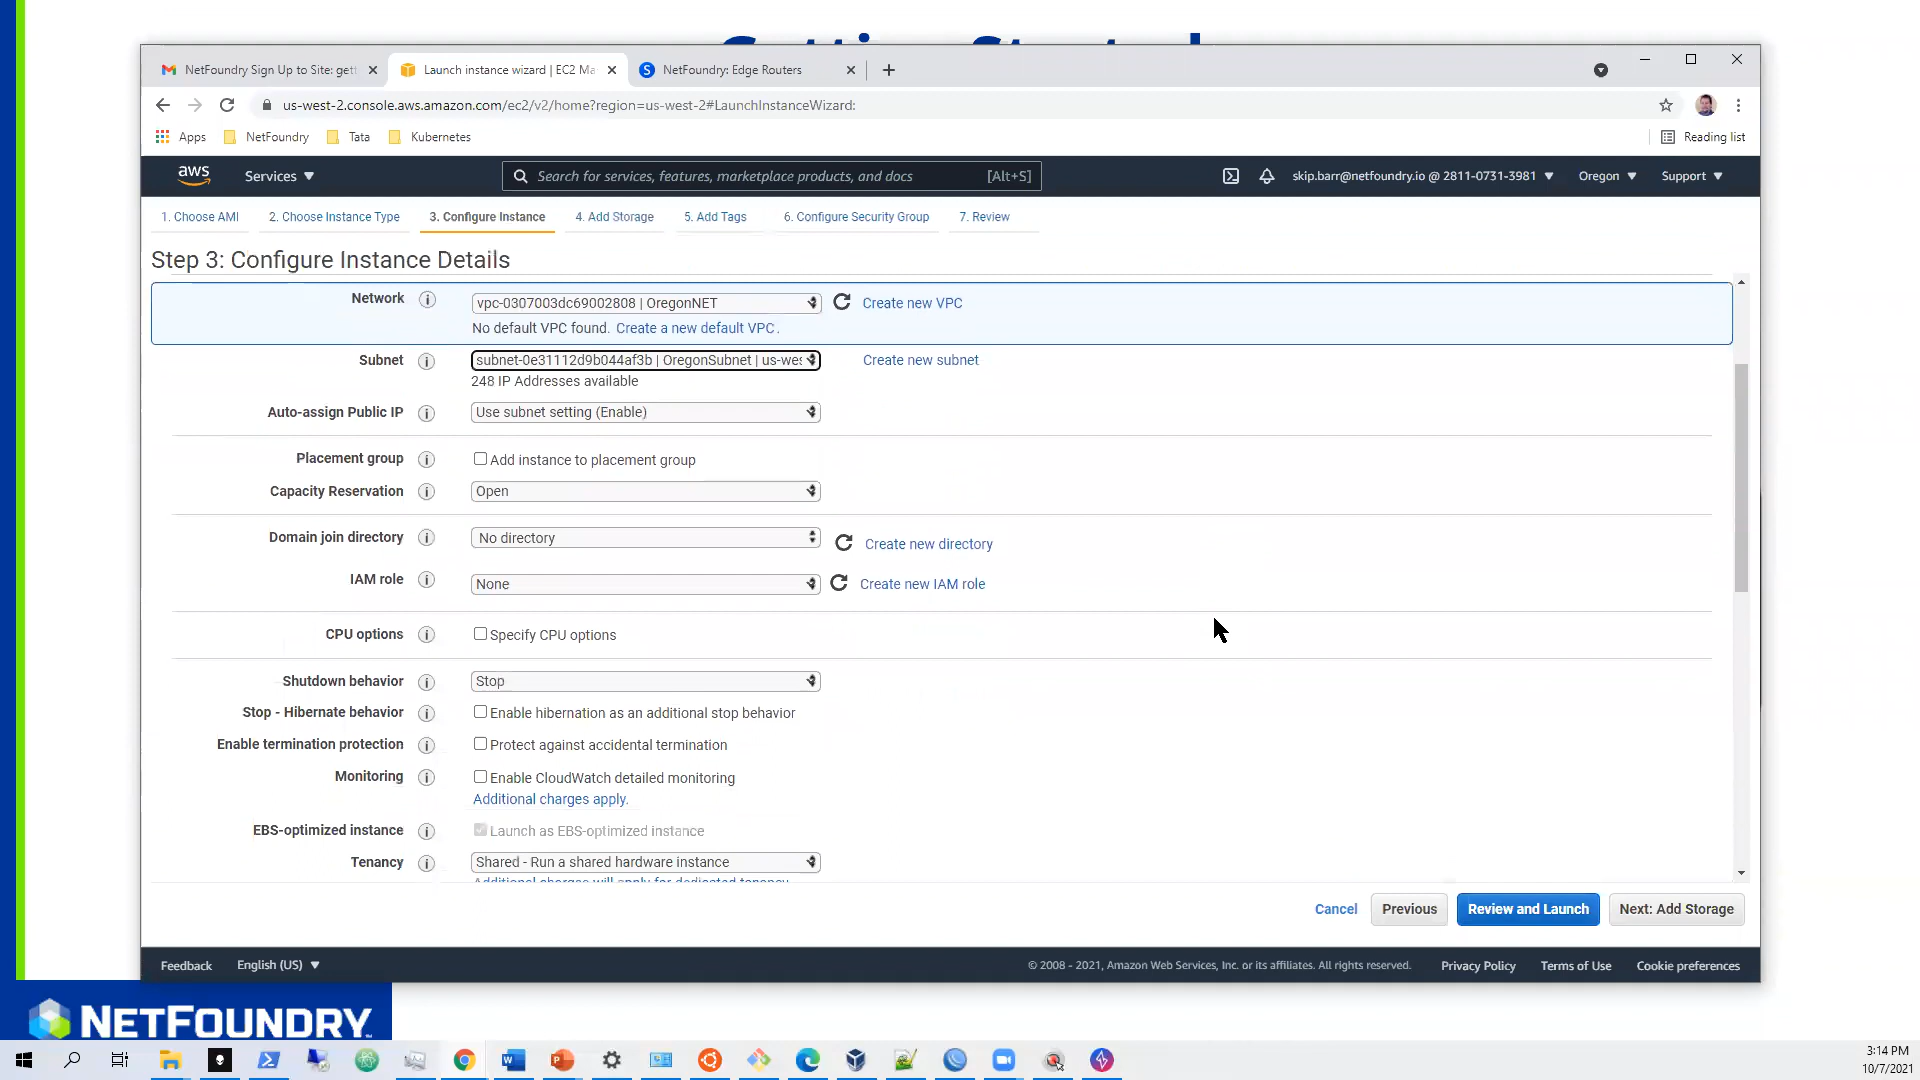 NetFoundry Sign Up to Site: gett
Launch instance wizard | EC2 Ma
NetFoundry: Edge Routers
us-west-2.console.aws.amazon.com/ec2/v2/home?region=us-west-2#LaunchInstanceWizard:
Apps NetFoundry Tata Kubernetes Reading list
aws Services Search for services, features, marketplace products, and docs [Alt+S] skip.barr@netfoundry.io @ 2811-0731-3981 Oregon Support
1. Choose AMI 2. Choose Instance Type 3. Configure Instance 4. Add Storage 5. Add Tags 6. Configure Security Group 7. Review
Step 3: Configure Instance Details
Network vpc-0307003dc69002808 | OregonNET Create new VPC
No default VPC found. Create a new default VPC.
Subnet subnet-0e31112d9b044af3b | OregonSubnet | us-wes Create new subnet
248 IP Addresses available
Auto-assign Public IP Use subnet setting (Enable)
Placement group Add instance to placement group
Capacity Reservation Open
Domain join directory No directory Create new directory
IAM role None Create new IAM role
CPU options Specify CPU options
Shutdown behavior Stop
Stop - Hibernate behavior Enable hibernation as an additional stop behavior
Enable termination protection Protect against accidental termination
Monitoring Enable CloudWatch detailed monitoring
Additional charges apply.
EBS-optimized instance Launch as EBS-optimized instance
Tenancy Shared - Run a shared hardware instance
Additional charges will apply for dedicated tenancy
Cancel Previous Review and Launch Next: Add Storage
Feedback English (US) © 2008 - 2021, Amazon Web Services, Inc. or its affiliates. All rights reserved. Privacy Policy Terms of Use Cookie preferences
NETFOUNDRY
3:14 PM
10/7/2021